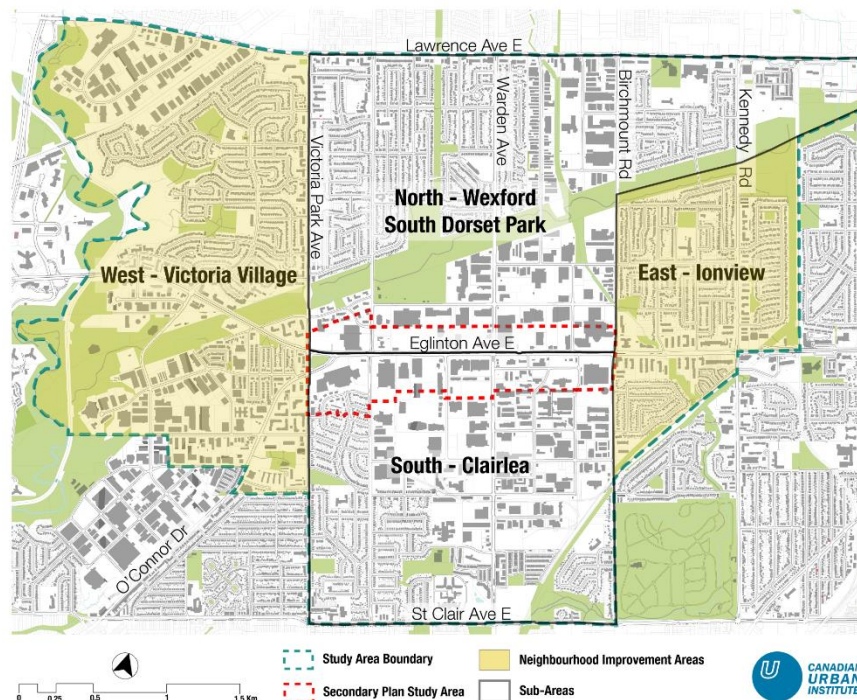 Lawrence Ave E
Victoria Park Ave
Warden Ave
Birchmount Rd
Kennedy Rd
North - Wexford
South Dorset Park
West - Victoria Village
East - Ionview
Eglinton Ave E
South - Clairlea
O'Connor Dr
St Clair Ave E
0 0.25 0.5 1 1.5 Km
Study Area Boundary
Secondary Plan Study Area
Neighbourhood Improvement Areas
Sub-Areas
CANADIAN
URBAN
INSTITUTE